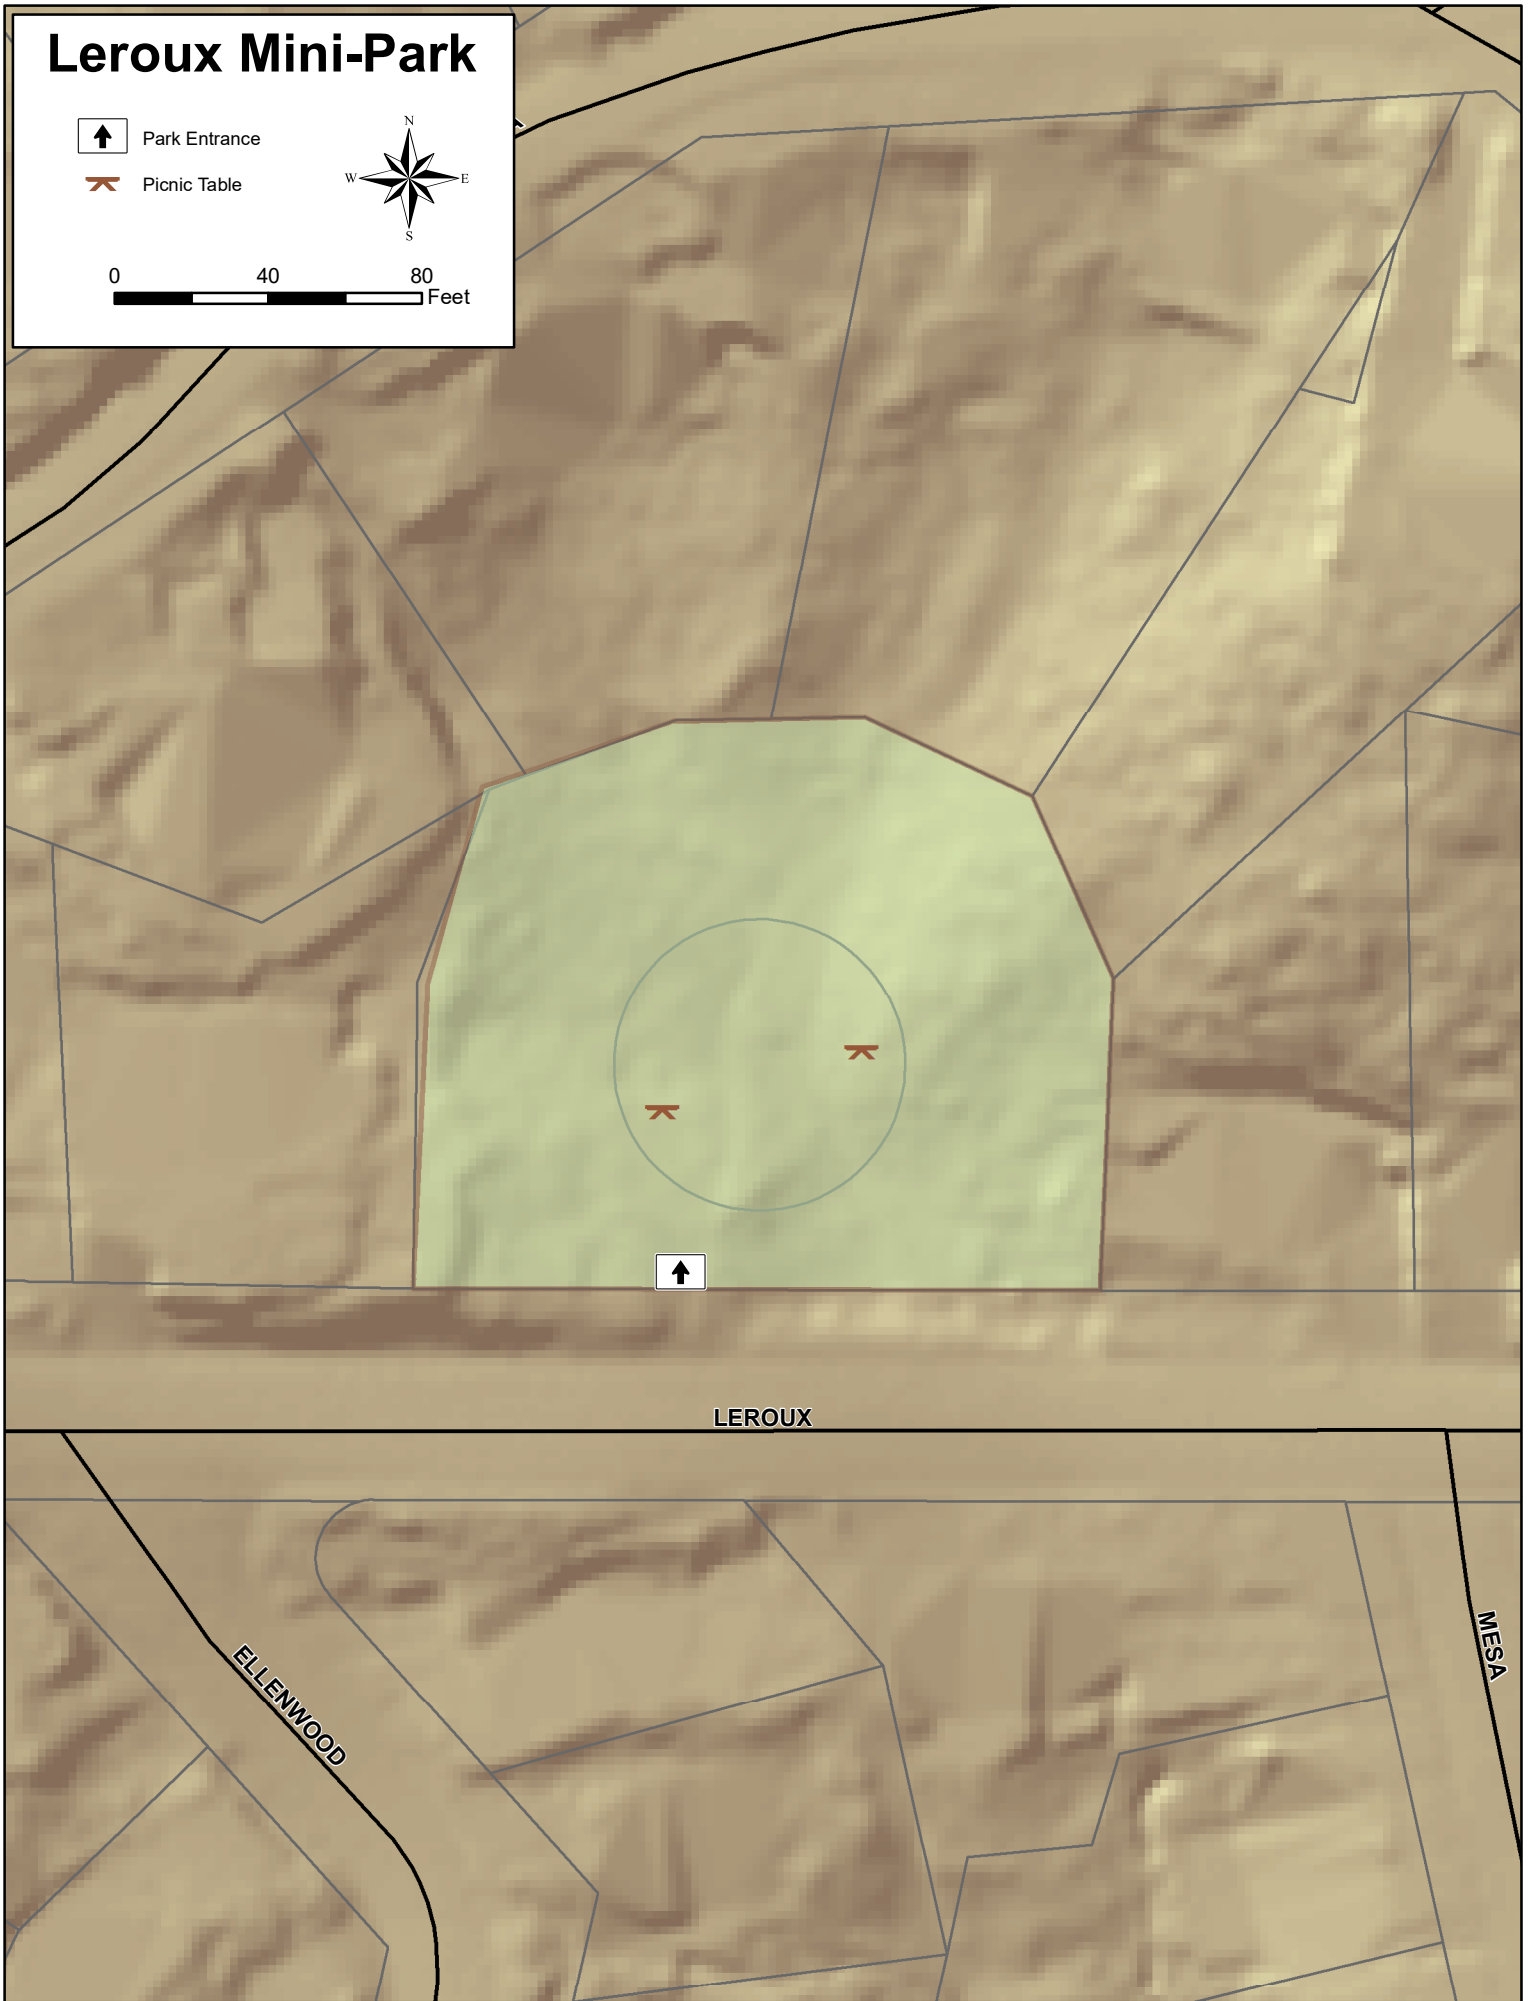 Leroux Mini-Park
Park Entrance
Picnic Table
N
W
E
S
0 40 80
Feet
LEROUX
ELLENWOOD
MESA